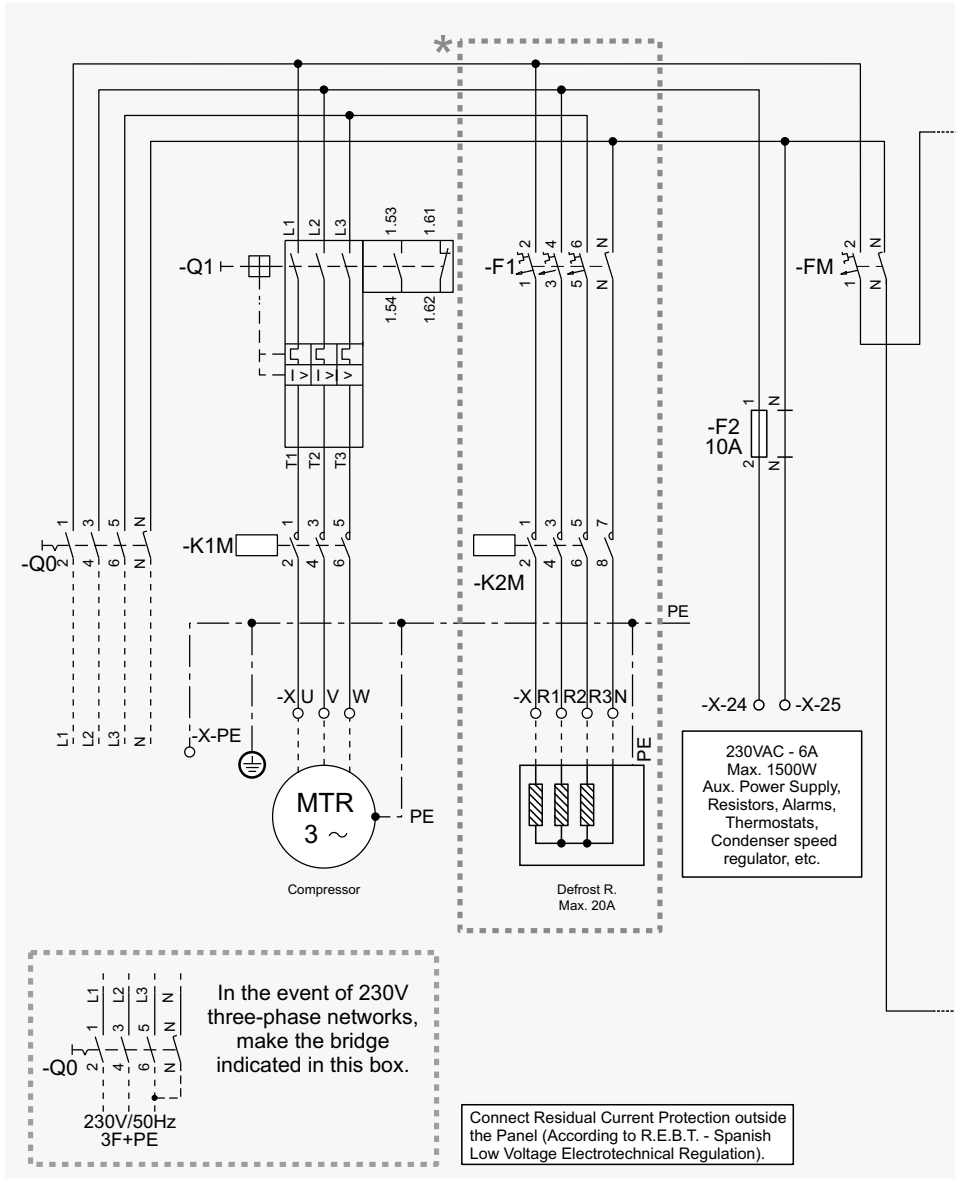 *
L1 L2 L3 1.53 1.61
-Q1
1.54 1.62
I > I > I >
T1 T2 T3
2 4 6 N
-F1
1 3 5 N
2 N
-FM
1 N
1 N
-F2
10A
2 N
1 3 5 N
-Q0
2 4 6 N
1 3 5
-K1M
2 4 6
1 3 5 7
-K2M
2 4 6 8
PE
-X U V W
-X R1 R2 R3 N
-X-24 -X-25
L1 L2 L3 N
-X-PE
PE
MTR
3 ~
PE
Compressor
Defrost R.
Max. 20A
230VAC - 6A
Max. 1500W
Aux. Power Supply,
Resistors, Alarms,
Thermostats,
Condenser speed
regulator, etc.
L1 L2 L3 N
1 3 5 N
-Q0
2 4 6 N
230V/50Hz
3F+PE
In the event of 230V
three-phase networks,
make the bridge
indicated in this box.
Connect Residual Current Protection outside
the Panel (According to R.E.B.T. - Spanish
Low Voltage Electrotechnical Regulation).